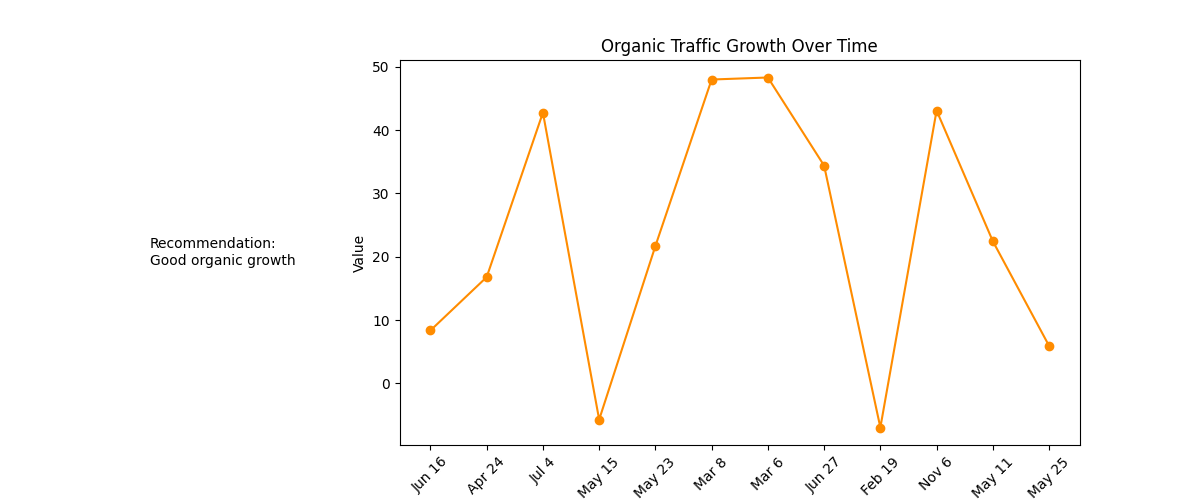 Organic Traffic Growth Over Time
Recommendation:
Good organic growth
Value
50
40
30
20
10
0
Jun 16
Apr 24
Jul 4
May 15
May 23
Mar 8
Mar 6
Jun 27
Feb 19
Nov 6
May 11
May 25